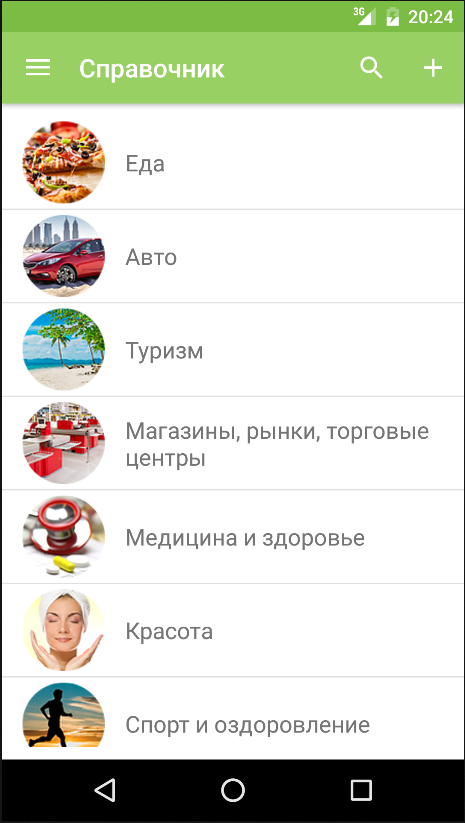 3G 20:24
Справочник
Еда
Авто
Туризм
Магазины, рынки, торговые
центры
Медицина и здоровье
Красота
Спорт и оздоровление